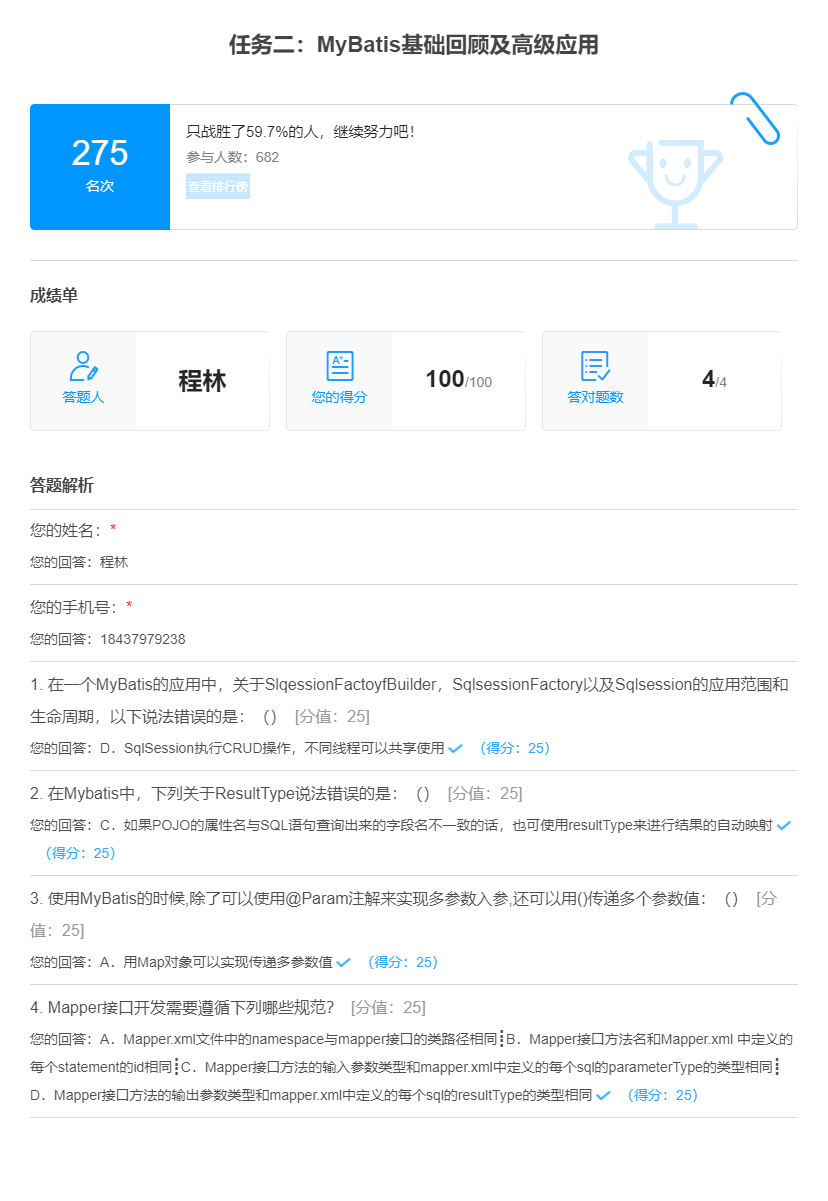 任务二：MyBatis基础回顾及高级应用
275
名次
只战胜了59.7%的人，继续努力吧！
参与人数：682
查看排行榜
成绩单
答题人
程林
A+
您的得分
100/100
答对题数
4/4
答题解析
您的姓名：*
您的回答：程林
您的手机号：*
您的回答：18437979238
1. 在一个MyBatis的应用中，关于SlqessionFactoyfBuilder，SqlsessionFactory以及Sqlsession的应用范围和
生命周期，以下说法错误的是：（） [分值：25]
您的回答：D．SqlSession执行CRUD操作，不同线程可以共享使用 （得分：25）
2. 在Mybatis中，下列关于ResultType说法错误的是：（） [分值：25]
您的回答：C．如果POJO的属性名与SQL语句查询出来的字段名不一致的话，也可使用resultType来进行结果的自动映射
（得分：25）
3. 使用MyBatis的时候,除了可以使用@Param注解来实现多参数入参,还可以用()传递多个参数值：（） [分
值：25]
您的回答：A．用Map对象可以实现传递多参数值 （得分：25）
4. Mapper接口开发需要遵循下列哪些规范？ [分值：25]
您的回答：A．Mapper.xml文件中的namespace与mapper接口的类路径相同┋B．Mapper接口方法名和Mapper.xml 中定义的
每个statement的id相同┋C．Mapper接口方法的输入参数类型和mapper.xml中定义的每个sql的parameterType的类型相同┋
D．Mapper接口方法的输出参数类型和mapper.xml中定义的每个sql的resultType的类型相同 （得分：25）